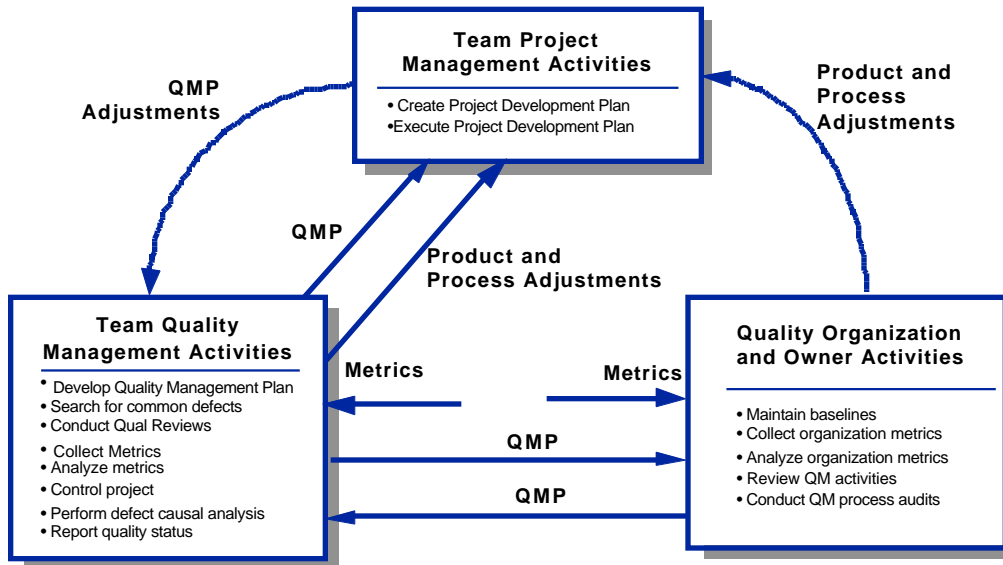 Team Project
Management Activities
• Create Project Development Plan
•Execute Project Development Plan
QMP
Adjustments
Product and
Process
Adjustments
QMP
Product and
Process Adjustments
Team Quality
Management Activities
• Develop Quality Management Plan
• Search for common defects
• Conduct Qual Reviews
• Collect Metrics
• Analyze metrics
• Control project
• Perform defect causal analysis
• Report quality status
Metrics
Metrics
QMP
QMP
Quality Organization
and Owner Activities
• Maintain baselines
• Collect organization metrics
• Analyze organization metrics
• Review QM activities
• Conduct QM process audits